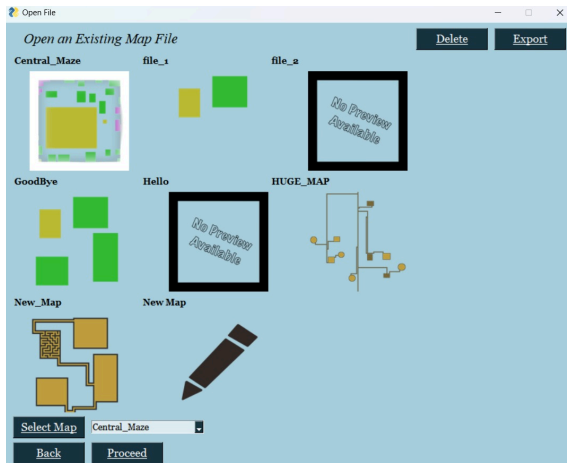 Open File
Open an Existing Map File
Delete
Export
Central_Maze
file_1
file_2
No Preview
Available
GoodBye
Hello
HUGE_MAP
No Preview
Available
New_Map
New Map
Select Map
Central_Maze
Back
Proceed